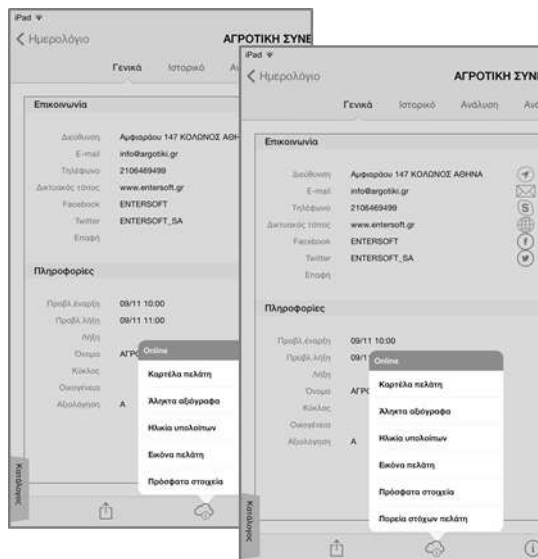 iPad
Ημερολόγιο
ΑΓΡΟΤΙΚΗ ΣΥΝΕ
Γενικά Ιστορικό Αν
Επικοινωνία
Διεύθυνση Αμφιαράου 147 ΚΟΛΩΝΟΣ ΑΘΗ
E-mail info@argotiki.gr
Τηλέφωνο 2106469499
Δικτυακός τόπος www.entersoft.gr
Facebook ENTERSOFT
Twitter ENTERSOFT_SA
Επαφή
Πληροφορίες
Προβλ.έναρξη 09/11 10:00
Προβλ.λήξη 09/11 11:00
Λήξη
Όνομα ΑΓΡΟ
Κύκλος
Οικογένεια
Αξιολόγηση A
Online
Καρτέλα πελάτη
Άληκτα αξιόγραφα
Ηλικία υπολοίπων
Εικόνα πελάτη
Πρόσφατα στοιχεία
Κατάλογος
iPad
Ημερολόγιο
ΑΓΡΟΤΙΚΗ ΣΥΝΕ
Γενικά Ιστορικό Ανάλυση Ανά
Επικοινωνία
Διεύθυνση Αμφιαράου 147 ΚΟΛΩΝΟΣ ΑΘΗΝΑ
E-mail info@argotiki.gr
Τηλέφωνο 2106469499
Δικτυακός τόπος www.entersoft.gr
Facebook ENTERSOFT
Twitter ENTERSOFT_SA
Επαφή
Πληροφορίες
Προβλ.έναρξη 09/11 10:00
Προβλ.λήξη 09/1
Λήξη
Όνομα ΑΓΡΟ
Κύκλος
Οικογένεια
Αξιολόγηση A
Online
Καρτέλα πελάτη
Άληκτα αξιόγραφα
Ηλικία υπολοίπων
Εικόνα πελάτη
Πρόσφατα στοιχεία
Πορεία στόχων πελάτη
Κατάλογος